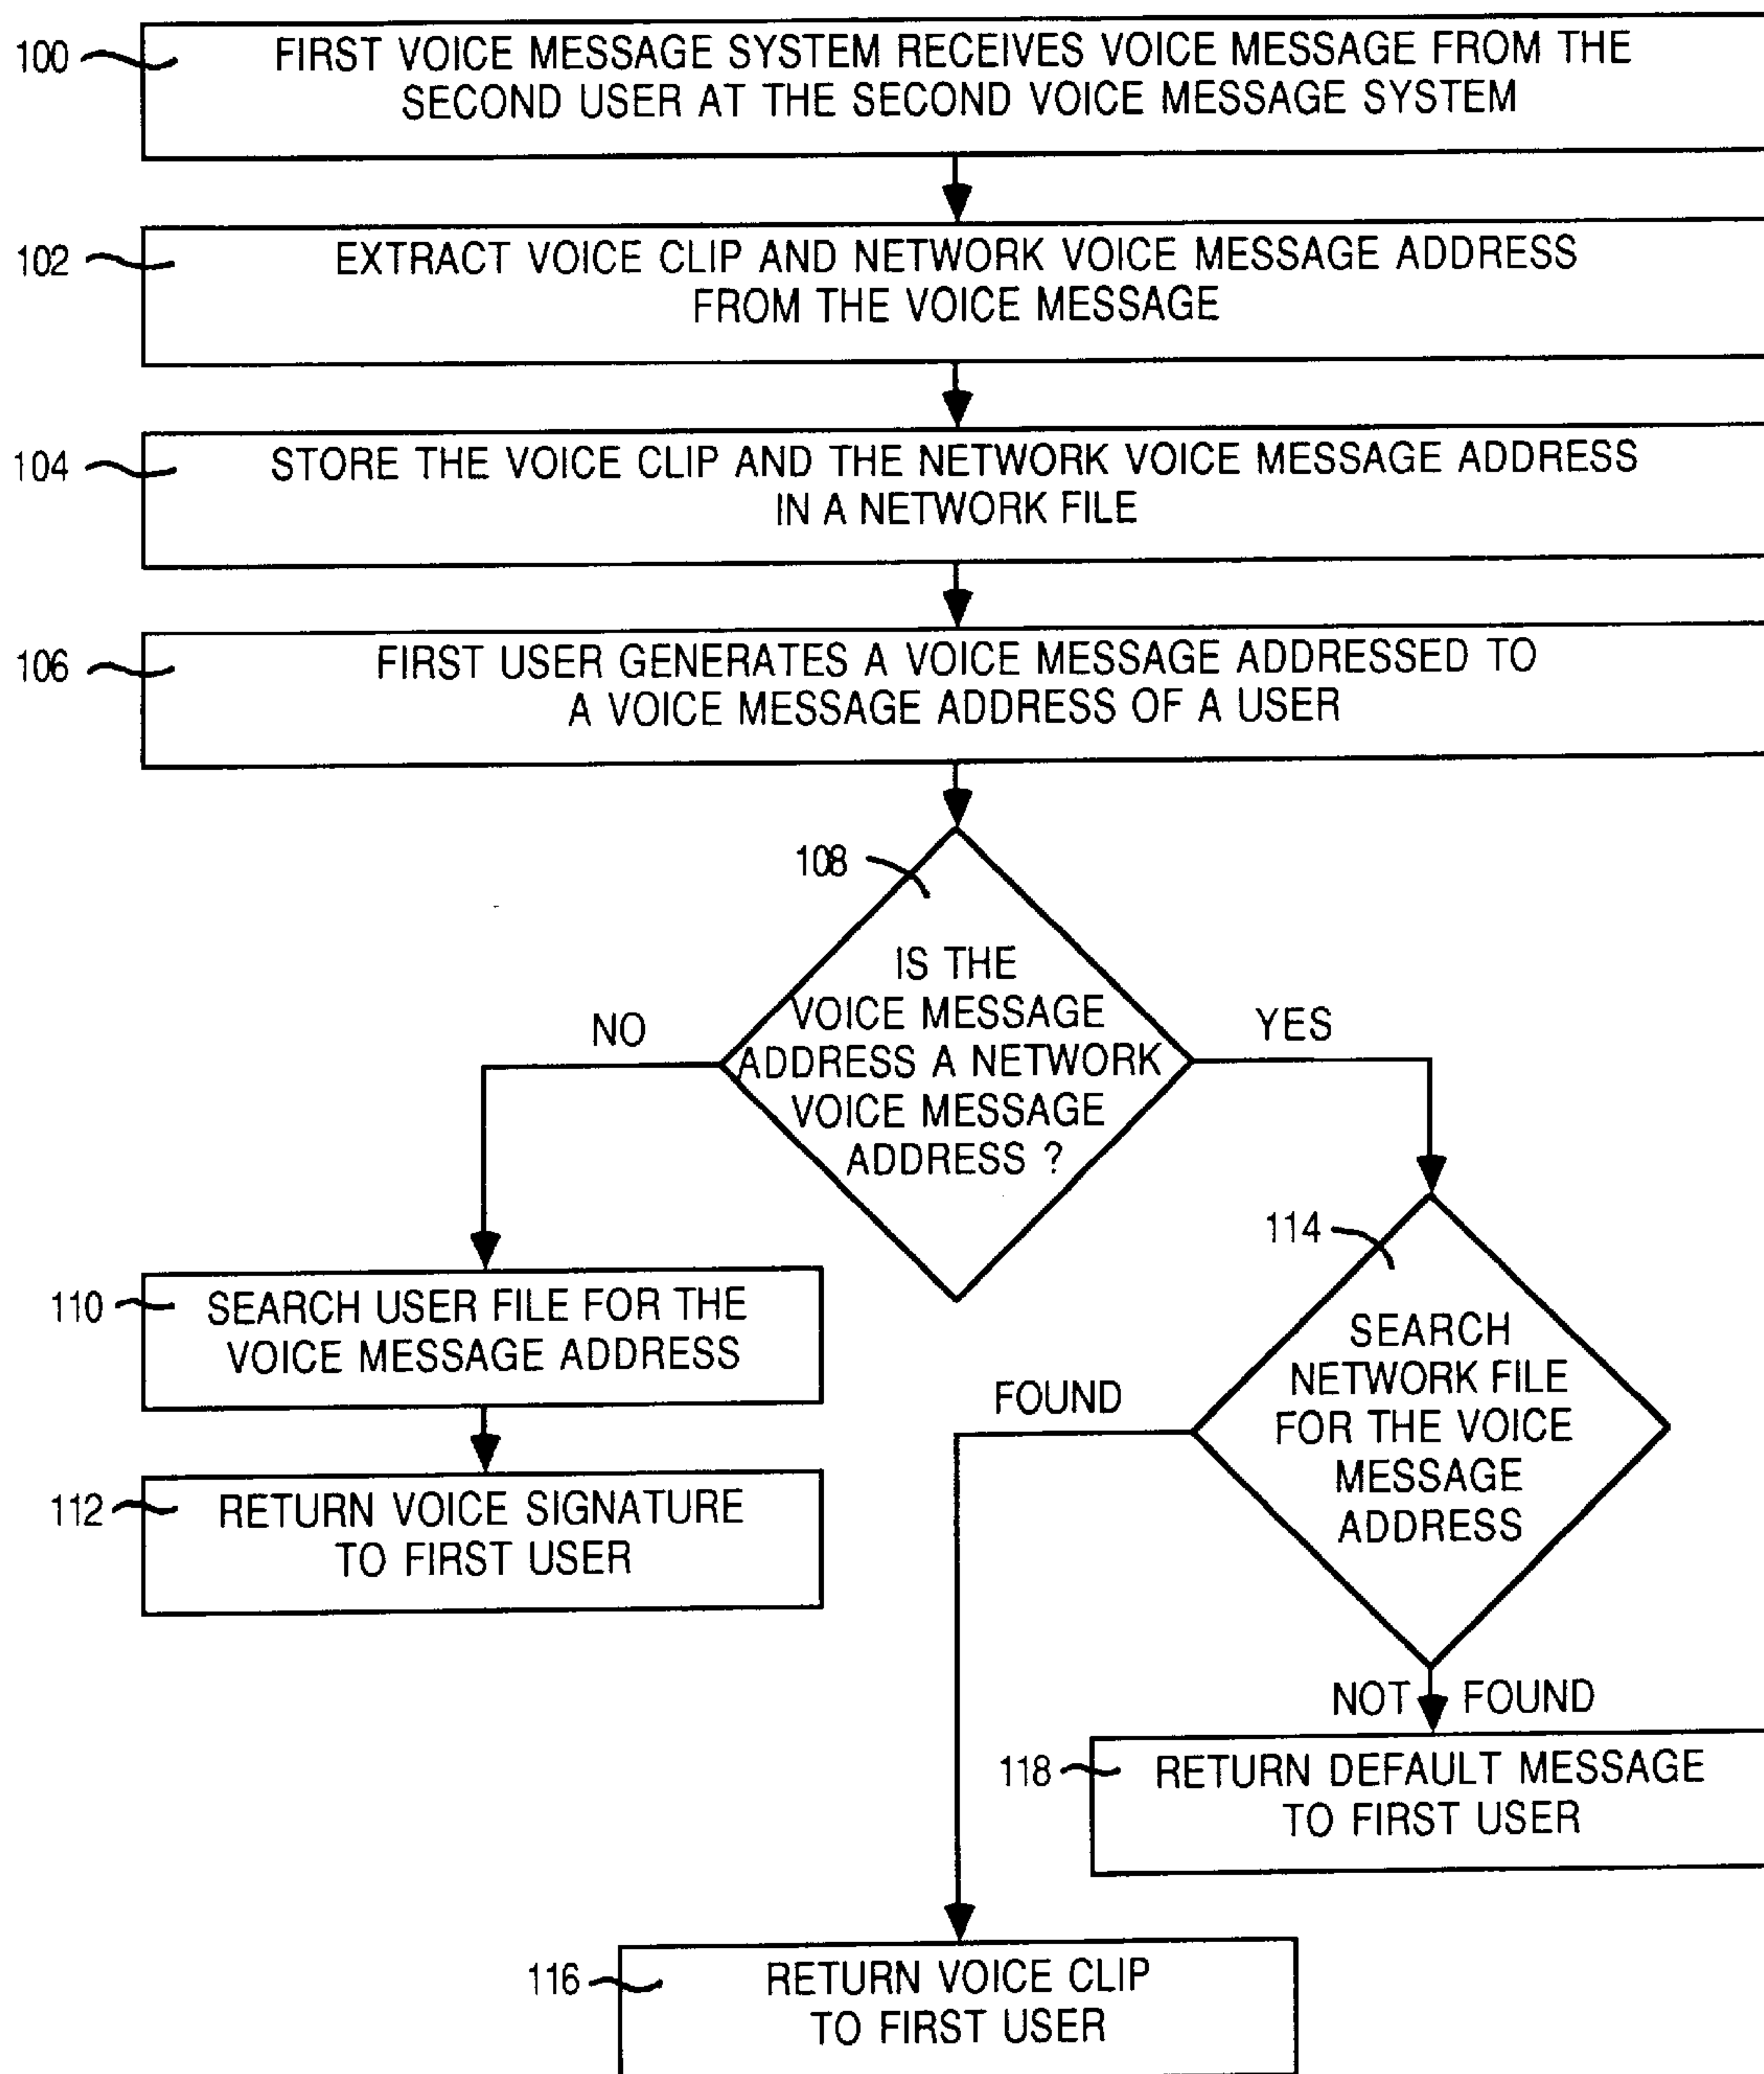 100
FIRST VOICE MESSAGE SYSTEM RECEIVES VOICE MESSAGE FROM THE
SECOND USER AT THE SECOND VOICE MESSAGE SYSTEM
102
EXTRACT VOICE CLIP AND NETWORK VOICE MESSAGE ADDRESS
FROM THE VOICE MESSAGE
104
STORE THE VOICE CLIP AND THE NETWORK VOICE MESSAGE ADDRESS
IN A NETWORK FILE
106
FIRST USER GENERATES A VOICE MESSAGE ADDRESSED TO
A VOICE MESSAGE ADDRESS OF A USER
108
IS THE
VOICE MESSAGE
ADDRESS A NETWORK
VOICE MESSAGE
ADDRESS ?
NO
YES
110
SEARCH USER FILE FOR THE
VOICE MESSAGE ADDRESS
112
RETURN VOICE SIGNATURE
TO FIRST USER
114
SEARCH
NETWORK FILE
FOR THE VOICE
MESSAGE
ADDRESS
FOUND
NOT FOUND
118
RETURN DEFAULT MESSAGE
TO FIRST USER
116
RETURN VOICE CLIP
TO FIRST USER